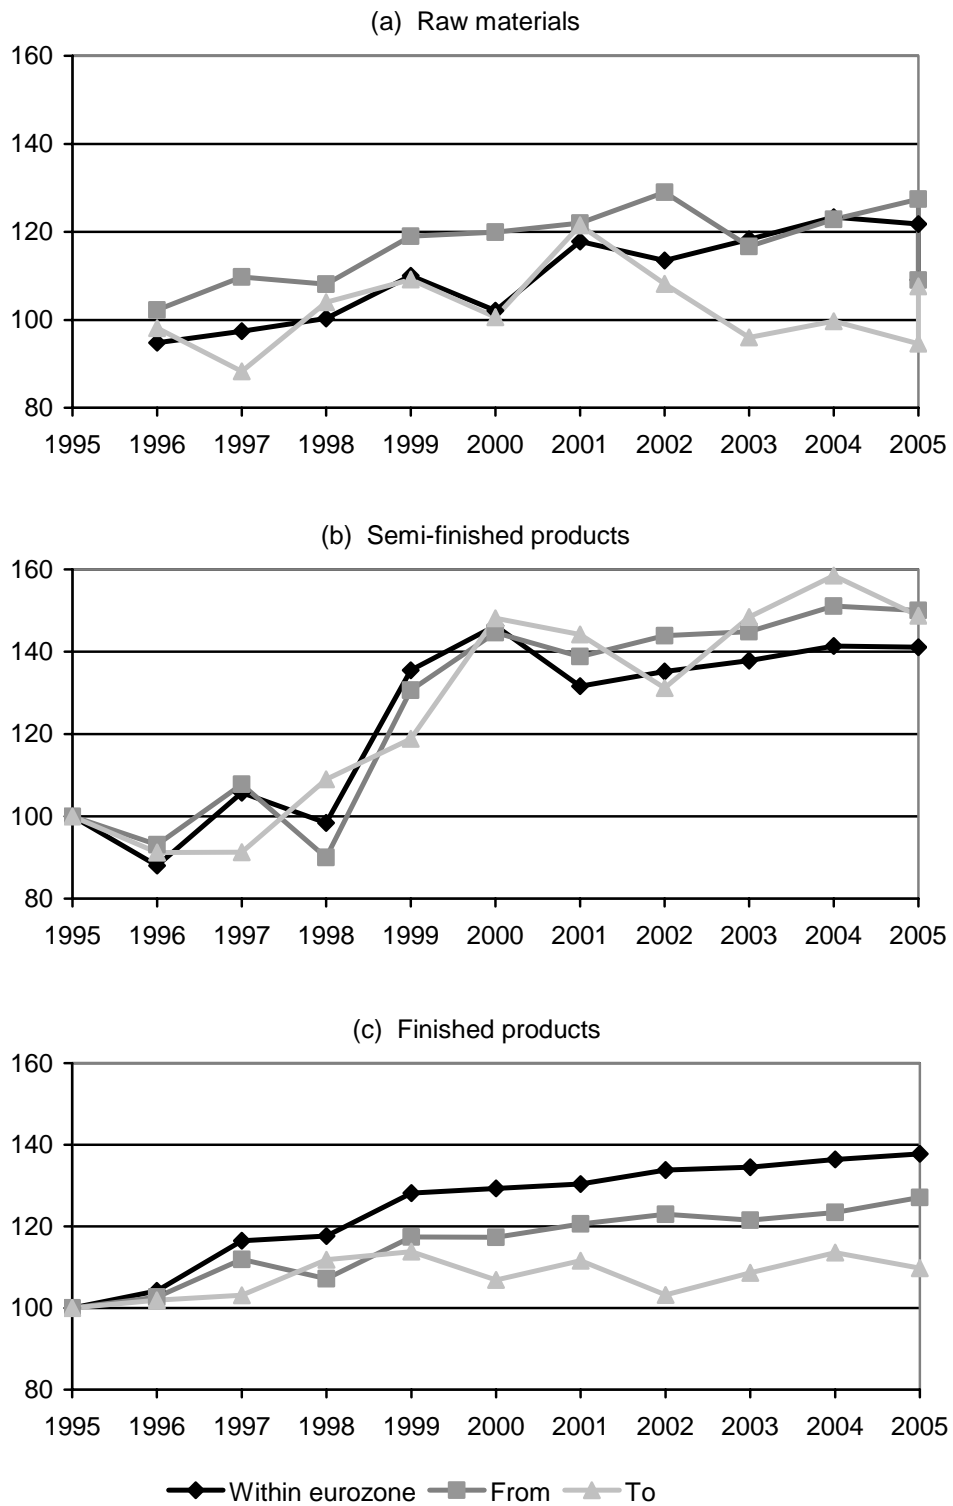 (a) Raw materials
160
140
120
100
80
1995 1996 1997 1998 1999 2000 2001 2002 2003 2004 2005
(b) Semi-finished products
160
140
120
100
80
1995 1996 1997 1998 1999 2000 2001 2002 2003 2004 2005
(c) Finished products
160
140
120
100
80
1995 1996 1997 1998 1999 2000 2001 2002 2003 2004 2005
Within eurozone From To